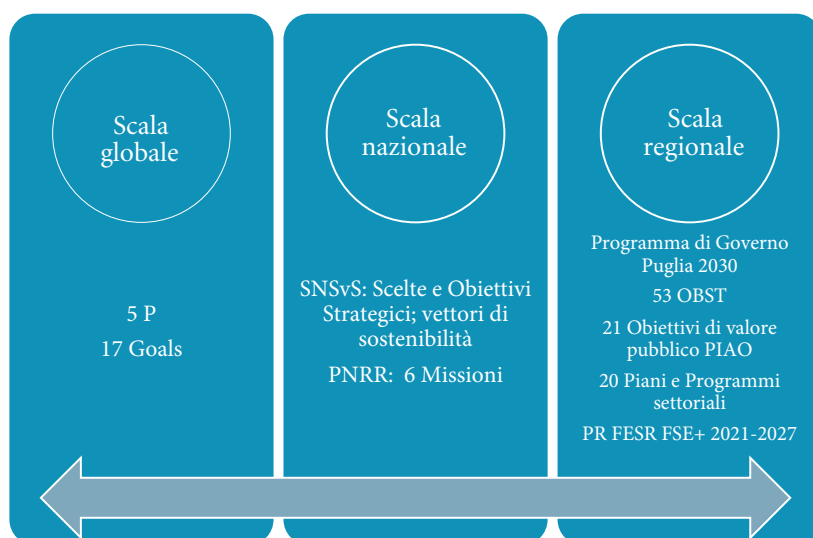 Scala
globale
5 P
17 Goals
Scala
nazionale
SNSvS: Scelte e Obiettivi
Strategici; vettori di
sostenibilità
PNRR: 6 Missioni
Scala
regionale
Programma di Governo
Puglia 2030
53 OBST
21 Obiettivi di valore
pubblico PIAO
20 Piani e Programmi
settoriali
PR FESR FSE+ 2021-2027